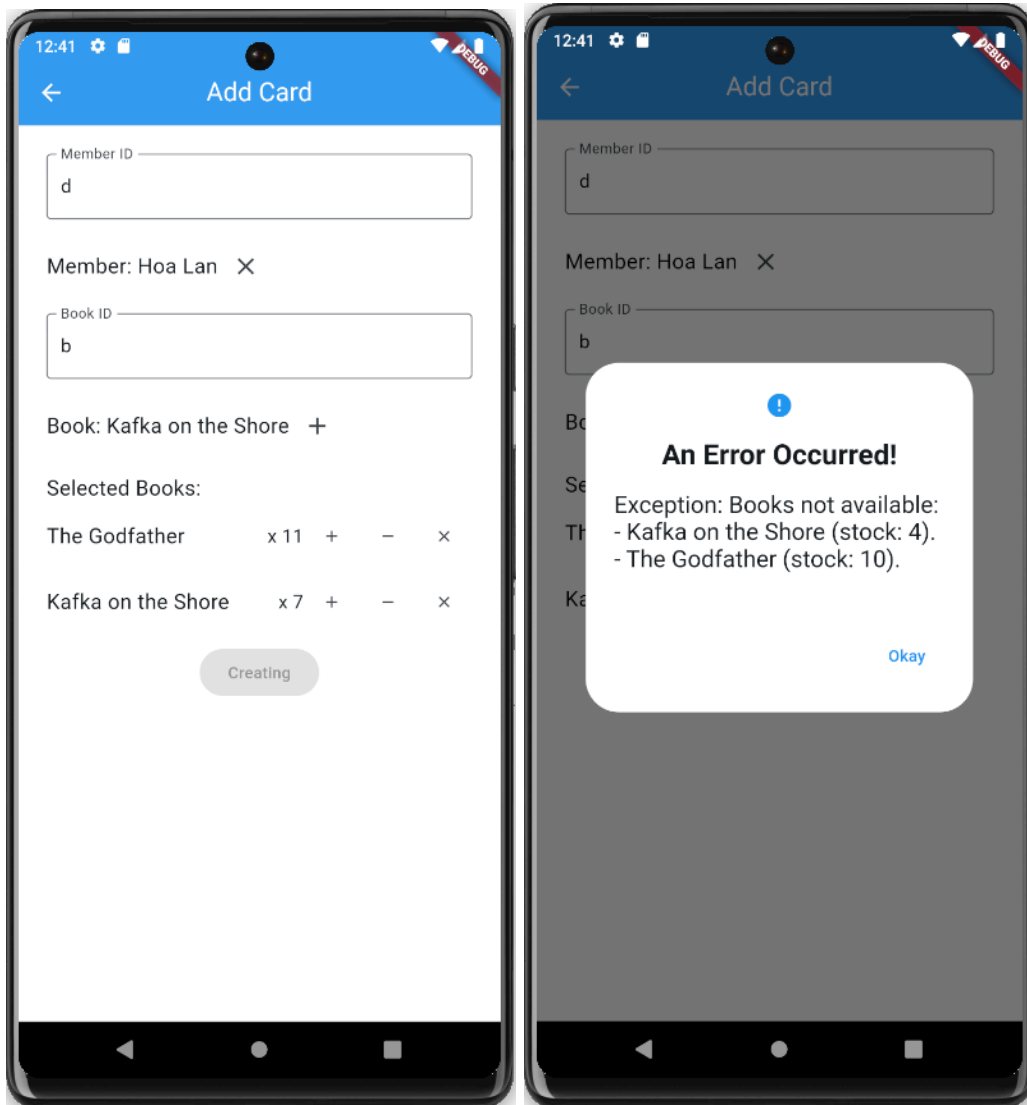 12:41
DEBUG
Add Card
Member ID
d
Member: Hoa Lan
Book ID
b
Book: Kafka on the Shore +
Selected Books:
The Godfather x 11 + − ×
Kafka on the Shore x 7 + − ×
Creating
12:41
DEBUG
Add Card
Member ID
d
Member: Hoa Lan
Book ID
b
Bo
Se
Th
Ka
An Error Occurred!
Exception: Books not available:
- Kafka on the Shore (stock: 4).
- The Godfather (stock: 10).
Okay